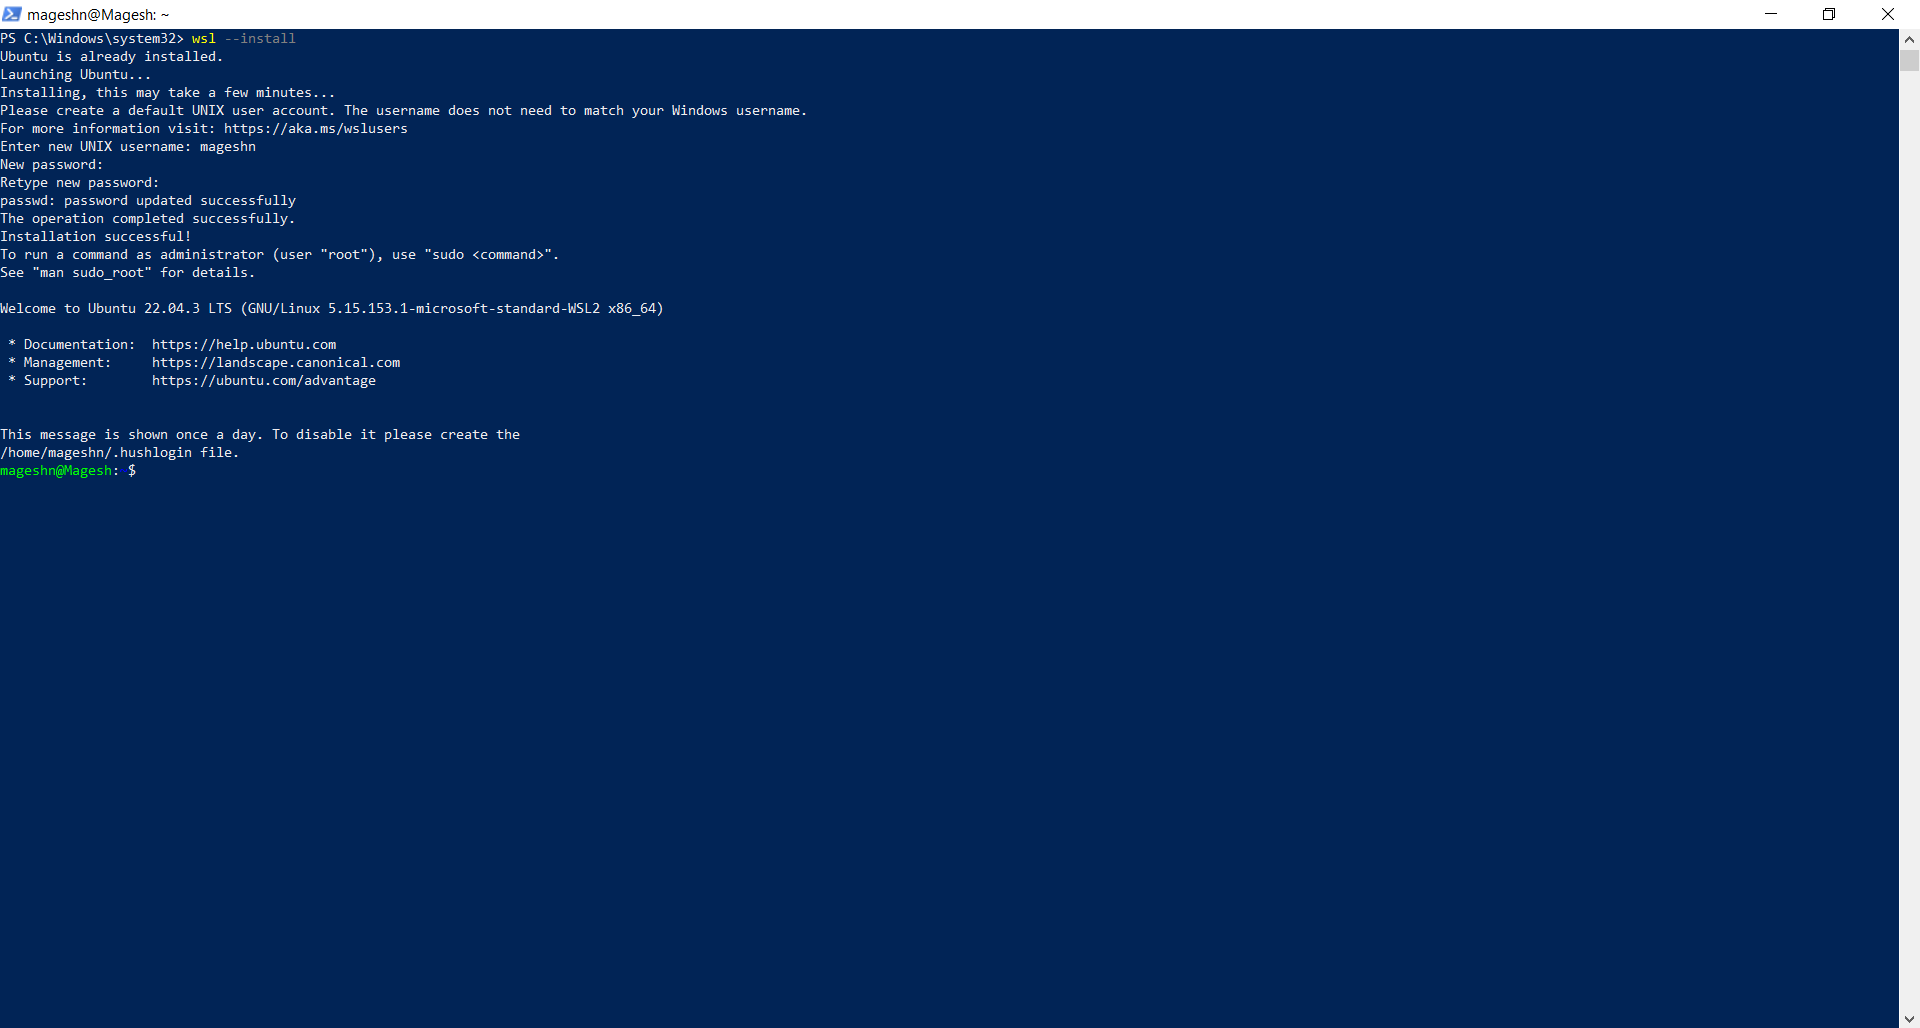 mageshn@Magesh: ~
PS C:\Windows\system32> wsl --install
Ubuntu is already installed.
Launching Ubuntu...
Installing, this may take a few minutes...
Please create a default UNIX user account. The username does not need to match your Windows username.
For more information visit: https://aka.ms/wslusers
Enter new UNIX username: mageshn
New password:
Retype new password:
passwd: password updated successfully
The operation completed successfully.
Installation successful!
To run a command as administrator (user "root"), use "sudo <command>".
See "man sudo_root" for details.
Welcome to Ubuntu 22.04.3 LTS (GNU/Linux 5.15.153.1-microsoft-standard-WSL2 x86_64)
* Documentation:  https://help.ubuntu.com
* Management:     https://landscape.canonical.com
* Support:        https://ubuntu.com/advantage
This message is shown once a day. To disable it please create the
/home/mageshn/.hushlogin file.
mageshn@Magesh: $